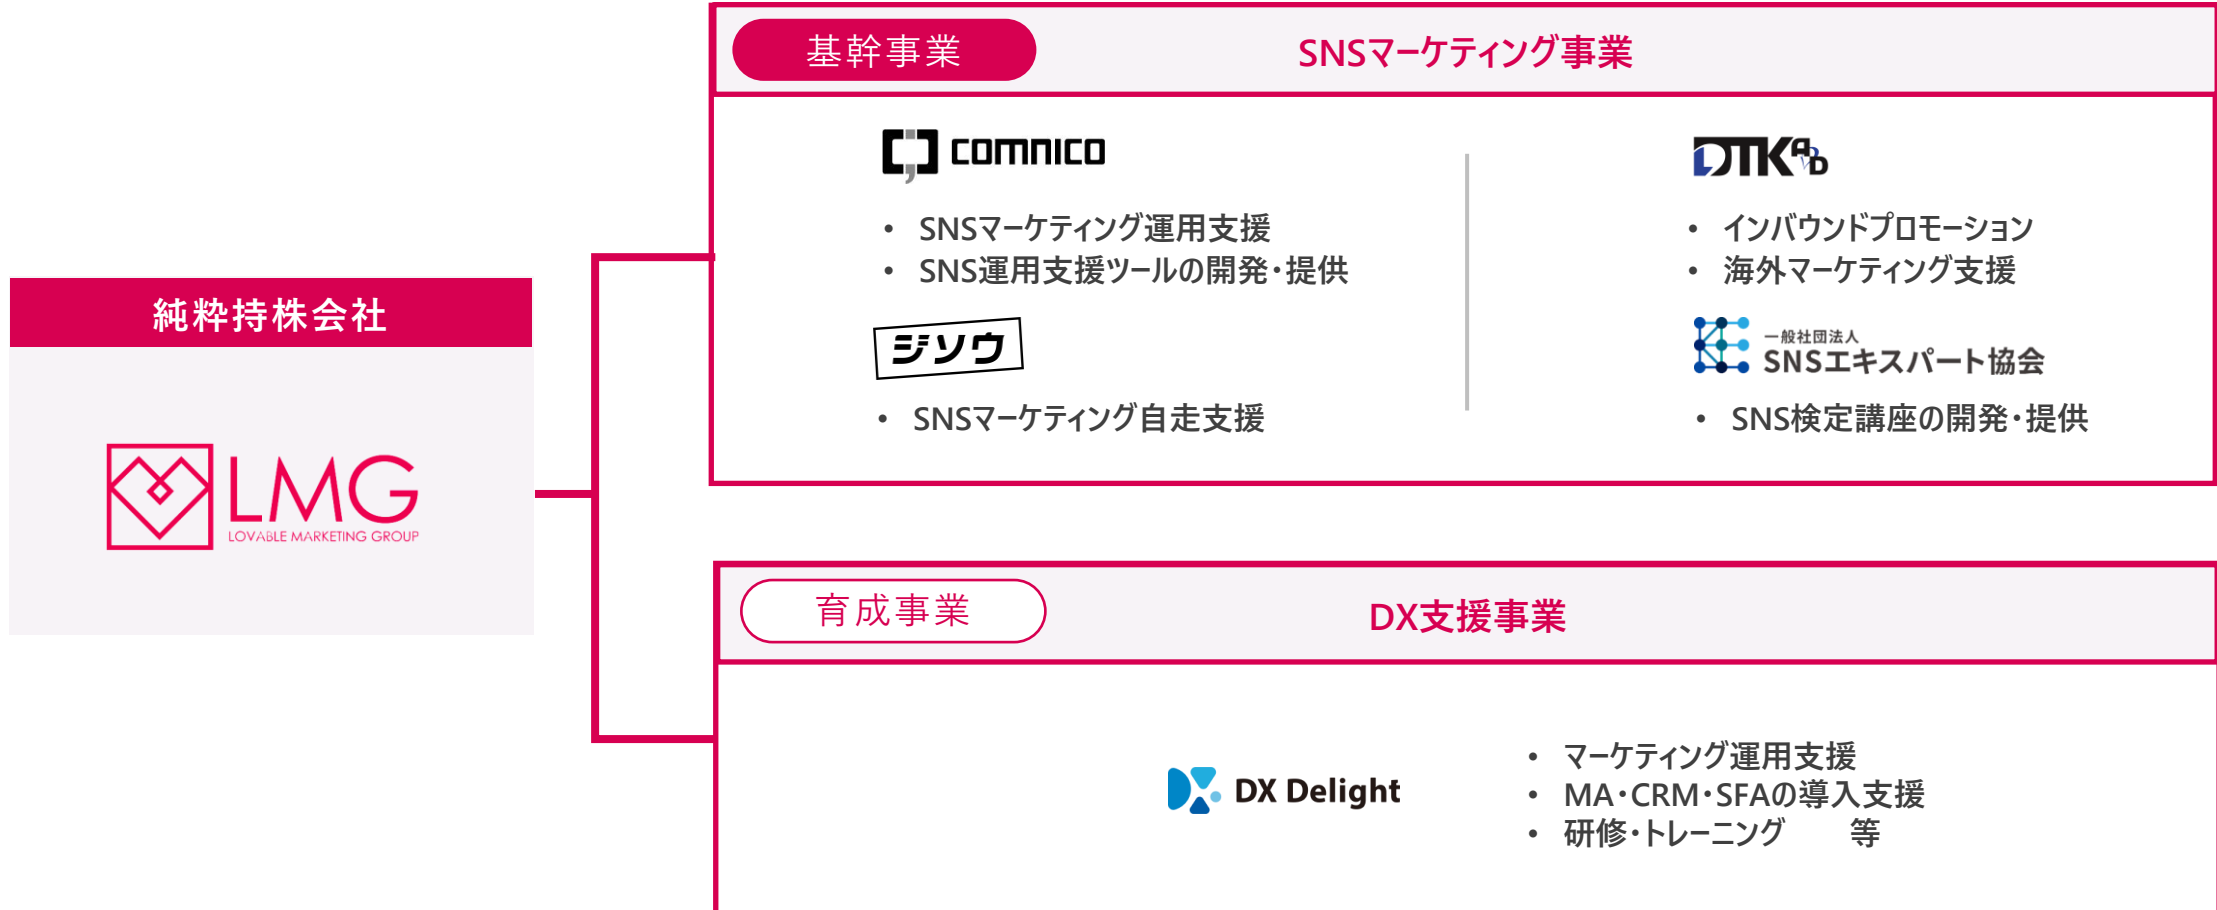 純粋持株会社
LMG
LOVABLE MARKETING GROUP
基幹事業
SNSマーケティング事業
comnico
• SNSマーケティング運用支援
• SNS運用支援ツールの開発・提供
ジソウ
• SNSマーケティング自走支援
DTK AD
• インバウンドプロモーション
• 海外マーケティング支援
一般社団法人
SNSエキスパート協会
• SNS検定講座の開発・提供
育成事業
DX支援事業
DX Delight
• マーケティング運用支援
• MA・CRM・SFAの導入支援
• 研修・トレーニング　　等